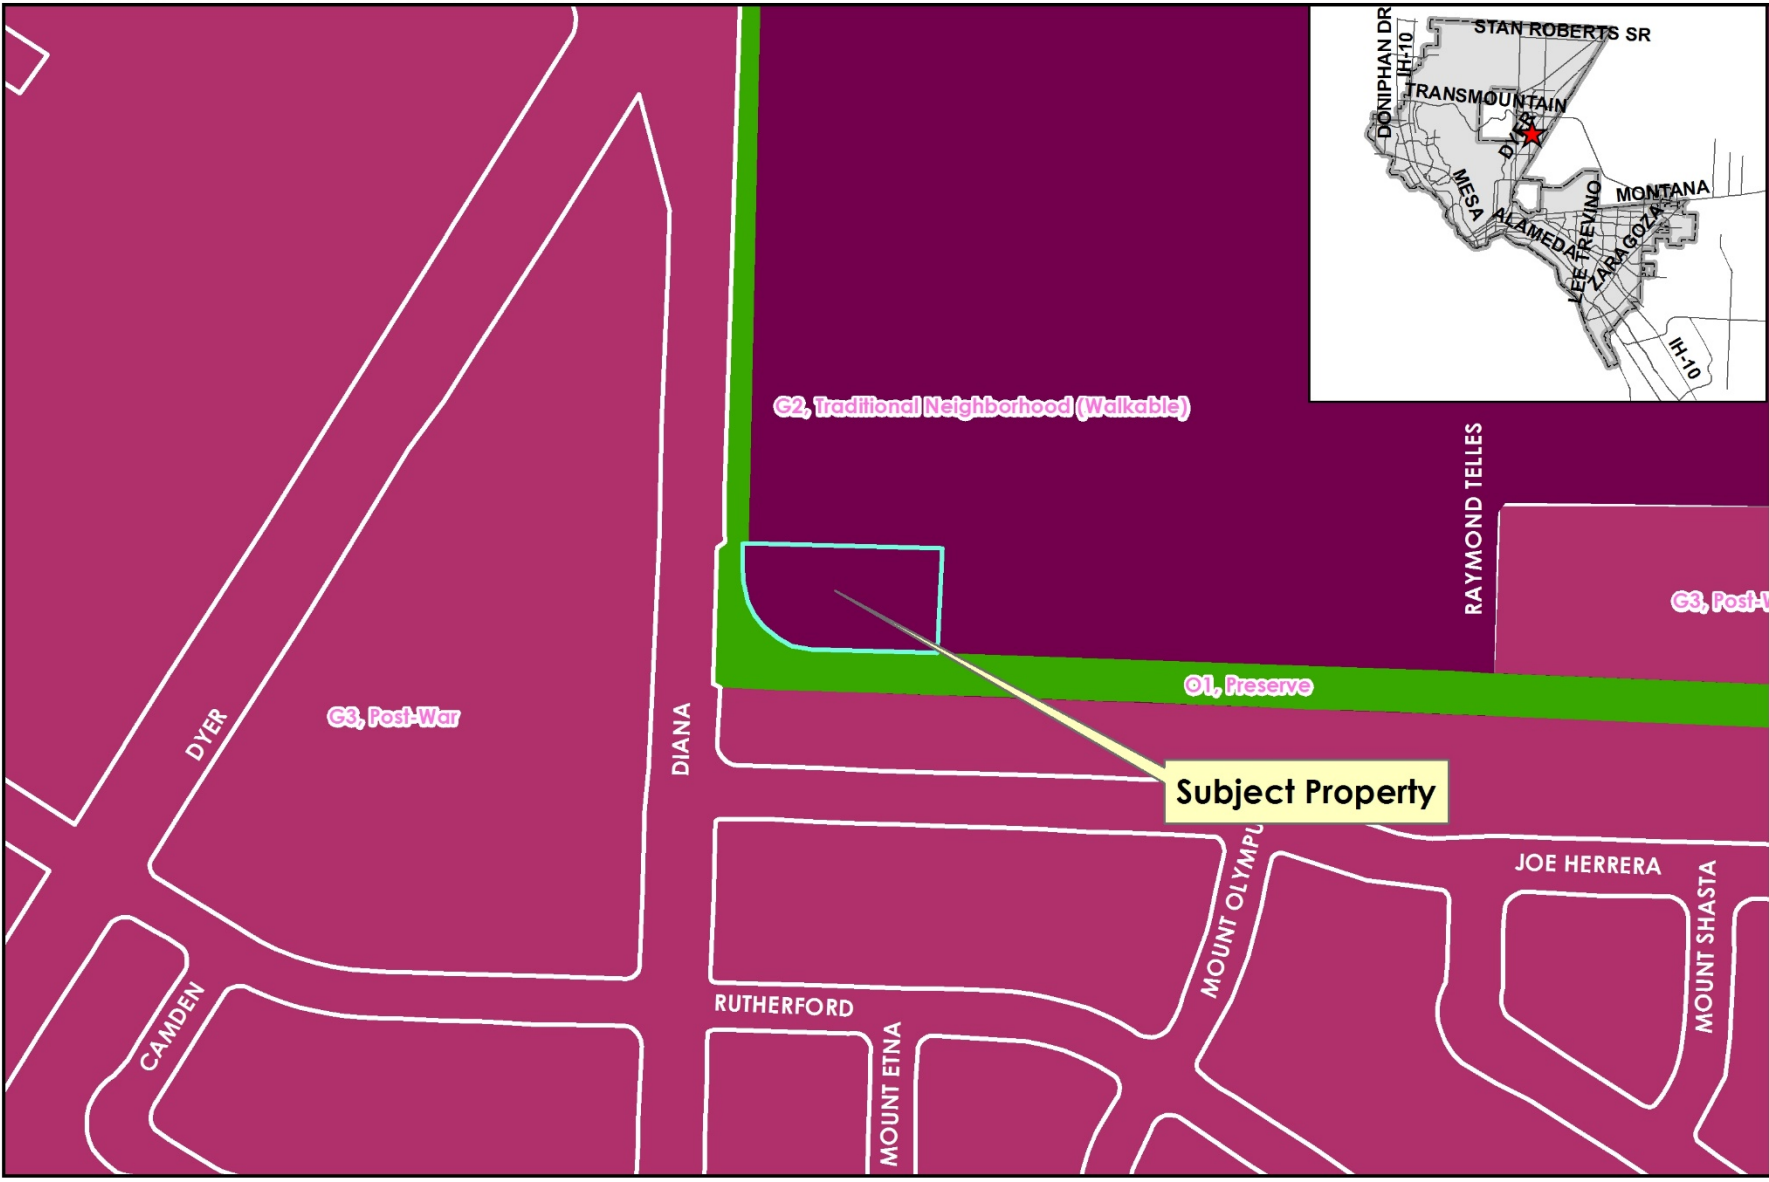 STAN ROBERTS SR
DONIPHAN DR
IH-10
TRANSMOUNTAIN
DYER
MESA
MONTANA
ALAMEDA
LEE TREVINO
ZARAGOZA
IH-10
G2, Traditional Neighborhood (Walkable)
RAYMOND TELLES
G3, Post-W
O1, Preserve
G3, Post-War
DYER
DIANA
Subject Property
JOE HERRERA
MOUNT OLYMPU
MOUNT SHASTA
RUTHERFORD
CAMDEN
MOUNT ETNA